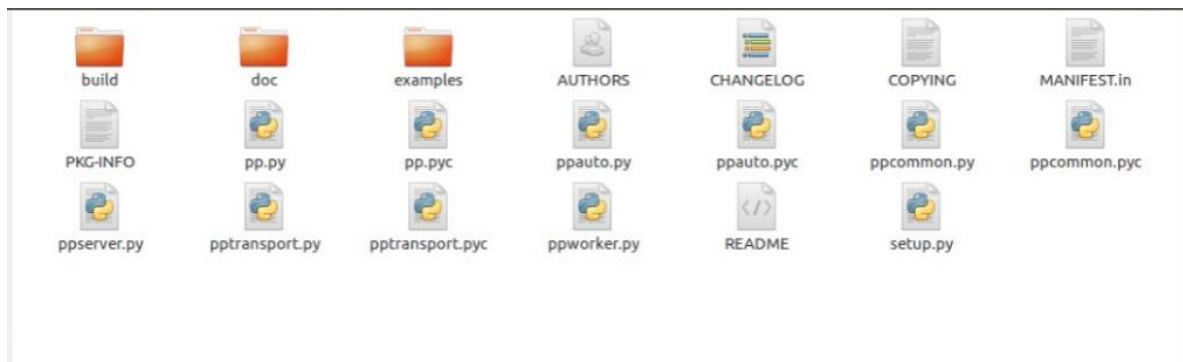 build doc examples AUTHORS CHANGELOG COPYING MANIFEST.in
PKG-INFO pp.py pp.pyc ppauto.py ppauto.pyc ppcommon.py ppcommon.pyc
ppserver.py pptransport.py pptransport.pyc ppworker.py README setup.py